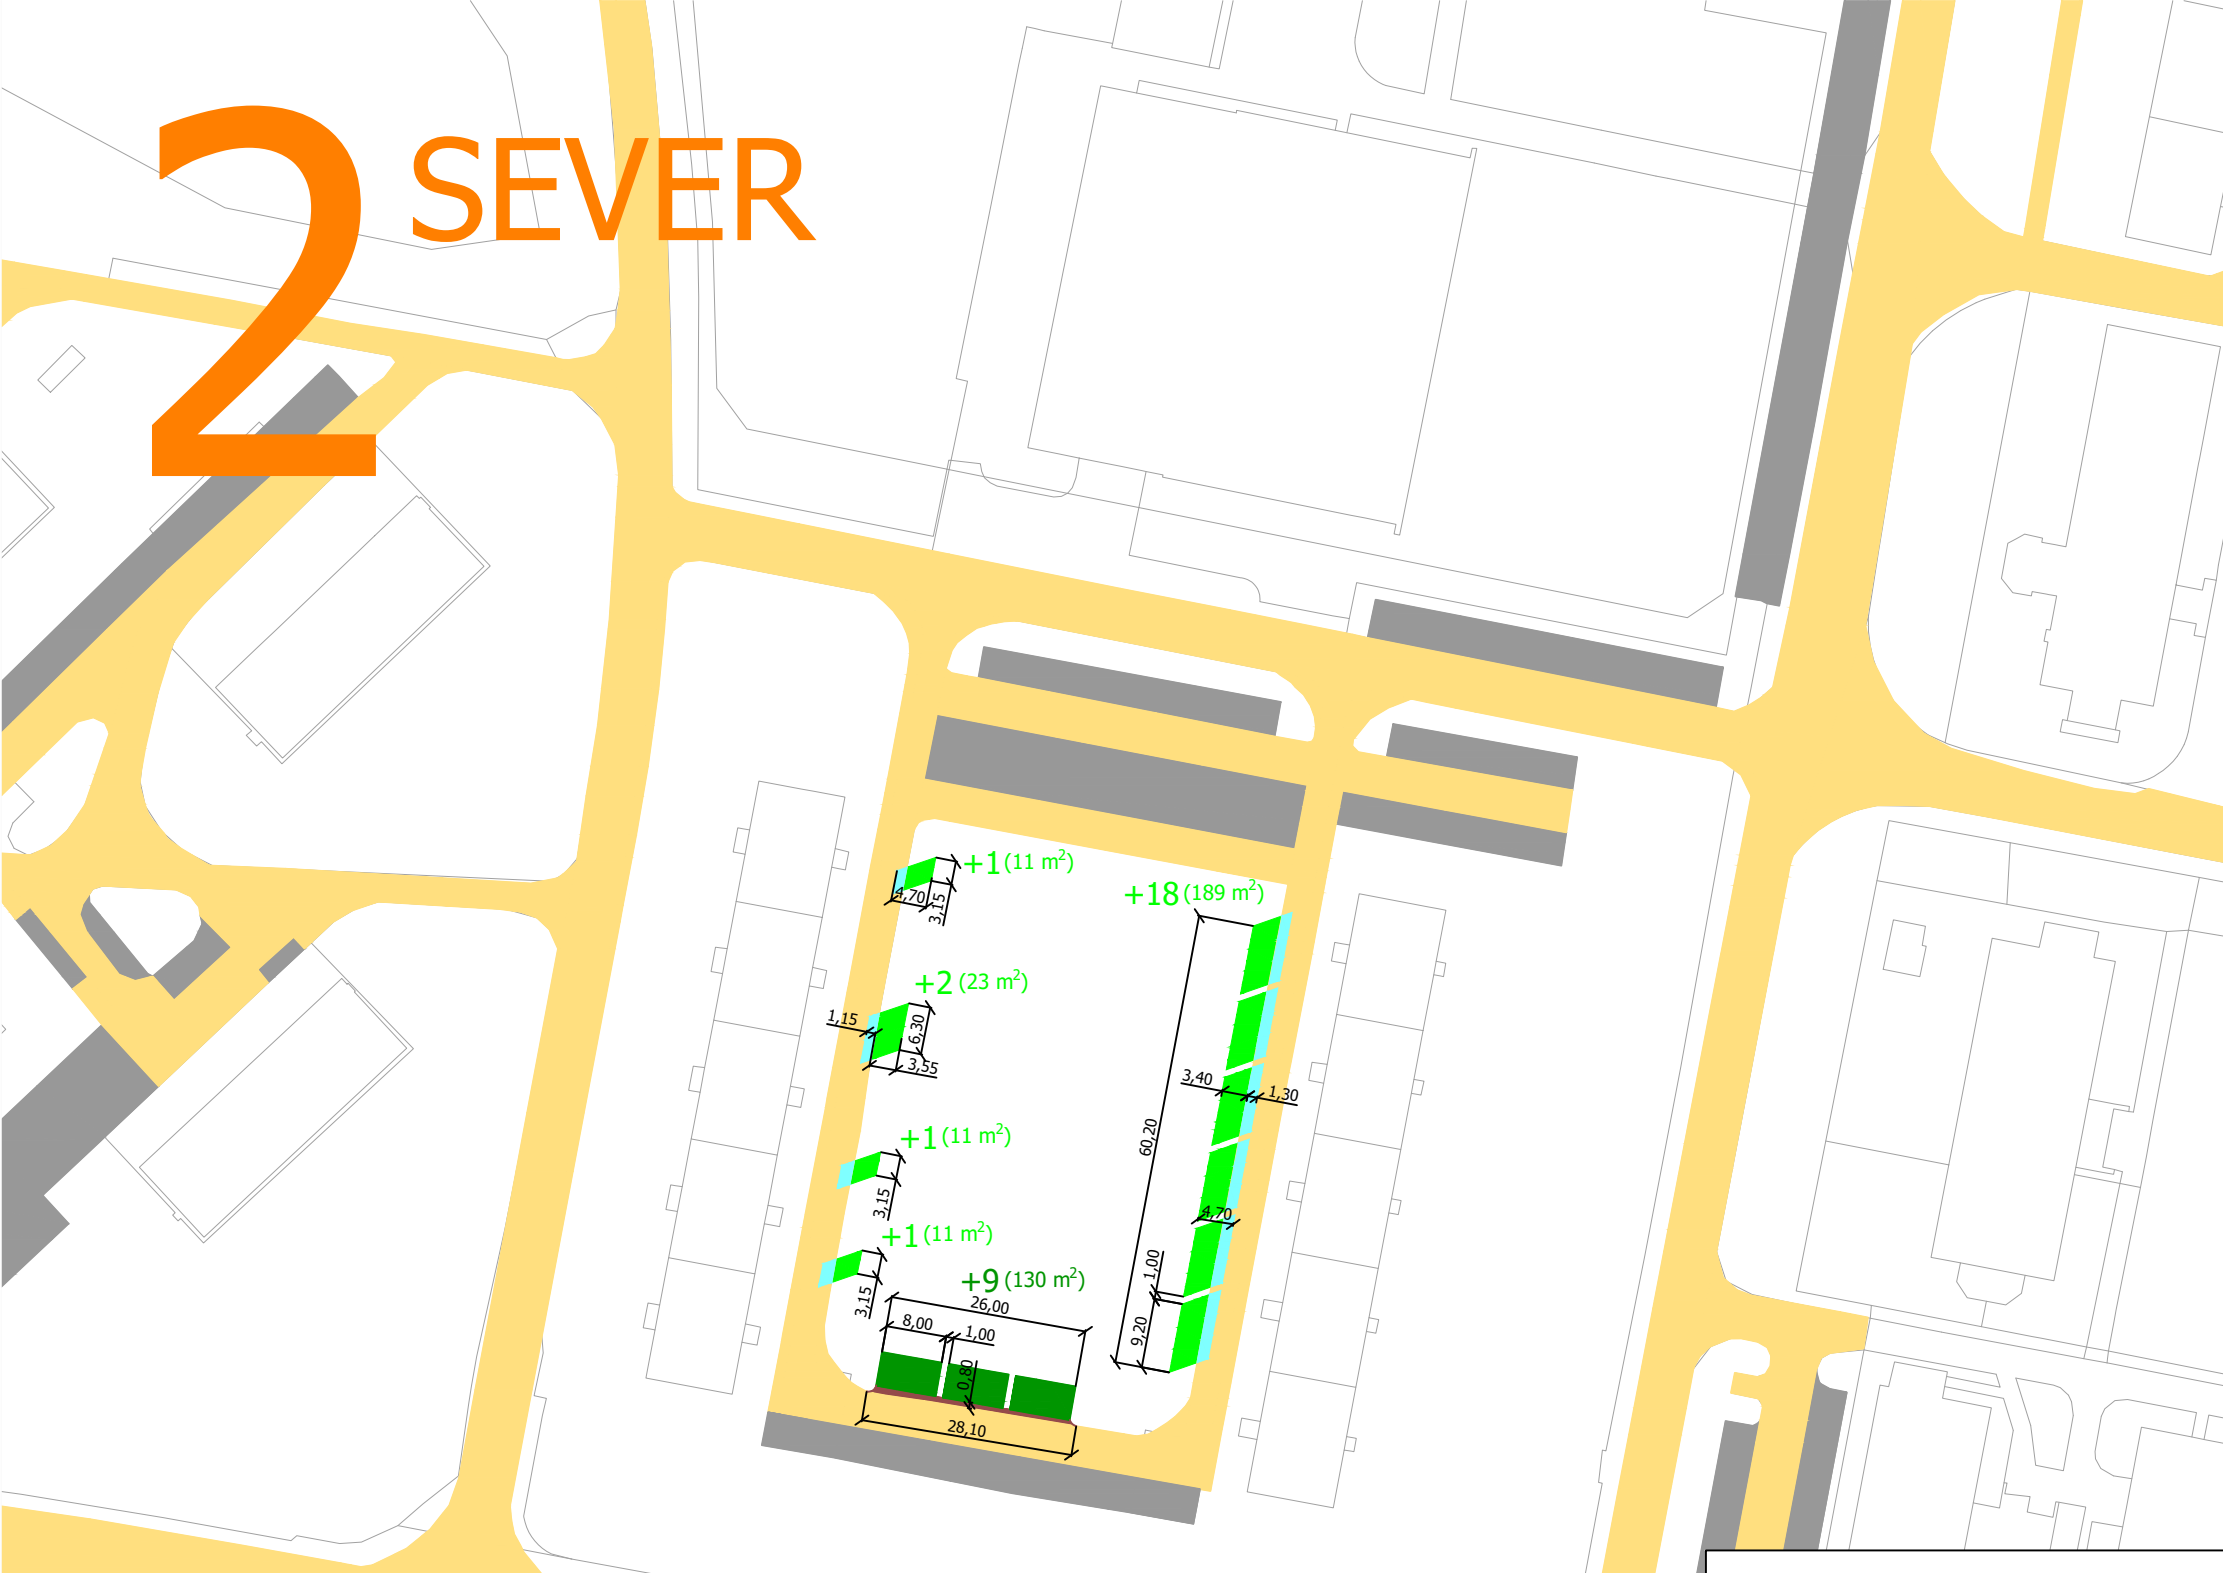 2 SEVER
+1 (11 m²)
4,70
3,15
+18 (189 m²)
+2 (23 m²)
1,15
6,30
3,55
3,40
1,30
60,20
+1 (11 m²)
3,15
4,70
+1 (11 m²)
3,15
1,00
9,20
+9 (130 m²)
26,00
8,00
1,00
0,80
28,10